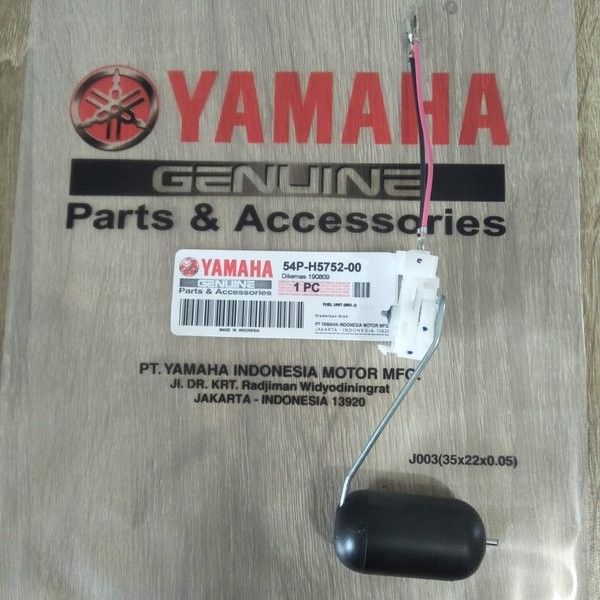 YAMAHA
GENUINE
Parts & Accessories
YAMAHA
GENUINE
Parts & Accessories
MADE IN INDONESIA
54P-H5752-00
Dikemas 190809
1 PC
FUEL UNIT (MIO J)
Diedarkan Oleh
PT YAMAHA INDONESIA MOTOR MFG.
JAKARTA - INDONESIA
PT. YAMAHA INDONESIA MOTOR MFG.
Jl. DR. KRT. Radjiman Widyodiningrat
JAKARTA - INDONESIA 13920
J003(35x22x0.05)